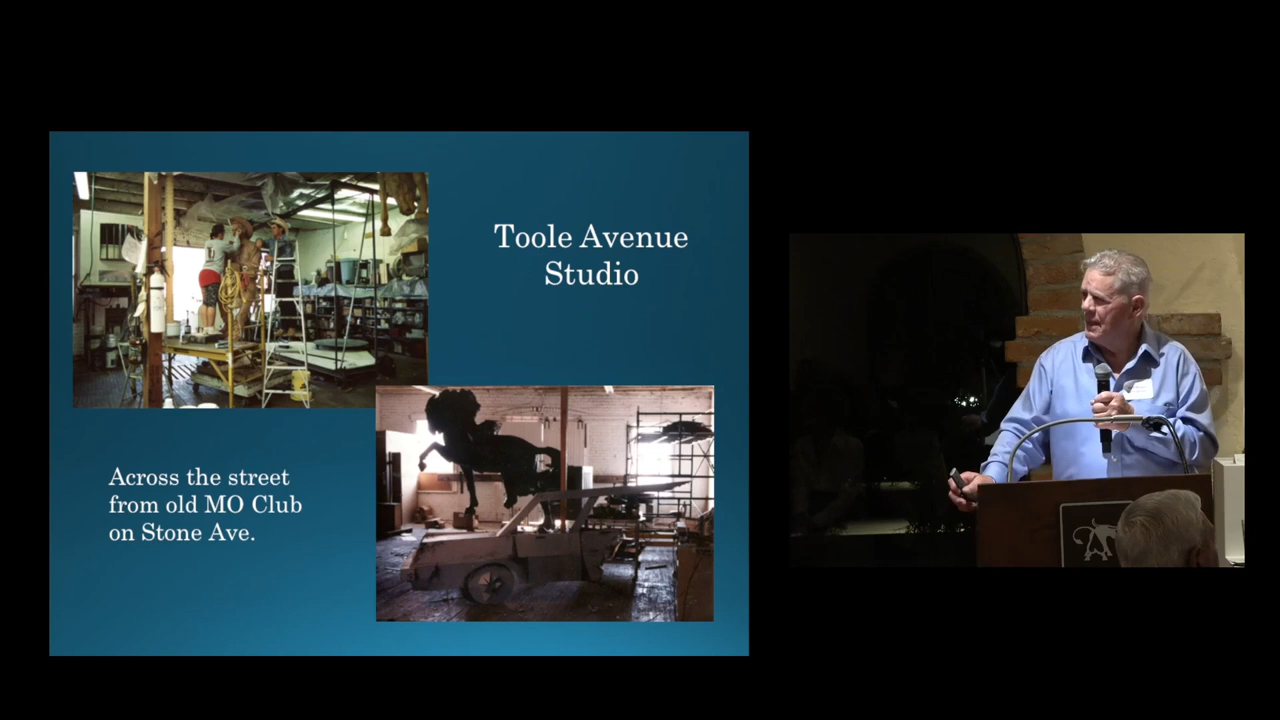 Toole Avenue
Studio
Across the street
from old MO Club
on Stone Ave.